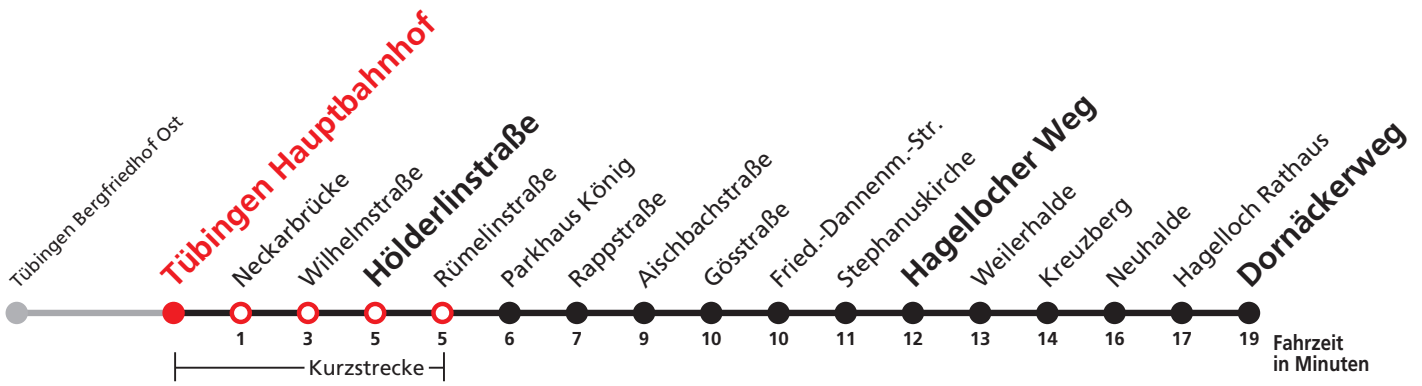 Tübingen Bergfriedhof Ost
Tübingen Hauptbahnhof
Neckarbrücke
Wilhelmstraße
Hölderlinstraße
Rümelinstraße
Parkhaus König
Rappstraße
Aischbachstraße
Gösstraße
Fried.-Dannenm.-Str.
Stephanuskirche
Hagellocher Weg
Weilerhalde
Kreuzberg
Neuhalde
Hagelloch Rathaus
Dornäckerweg
1 3 5 5 6 7 9 10 10 11 12 13 14 16 17 19
Fahrzeit
in Minuten
Kurzstrecke